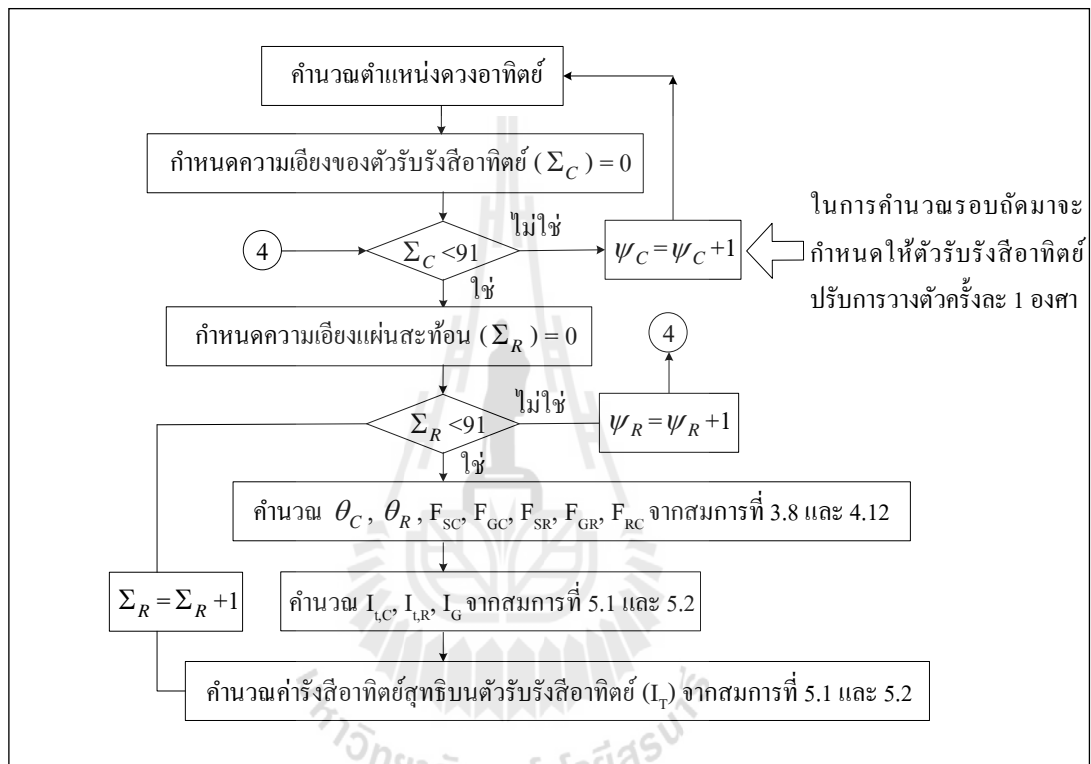 คำนวณตำแหน่งดวงอาทิตย์
กำหนดความเอียงของตัวรับรังสีอาทิตย์ (Σ_C) = 0
ไม่ใช่
4
Σ_C <91
ψ_C = ψ_C +1
ในการคำนวณรอบถัดมาจะ
กำหนดให้ตัวรับรังสีอาทิตย์
ปรับการวางตัวครั้งละ 1 องศา
ใช่
กำหนดความเอียงแผ่นสะท้อน (Σ_R) = 0
4
ไม่ใช่
Σ_R <91
ψ_R = ψ_R +1
ใช่
คำนวณ θ_C , θ_R , F_SC, F_GC, F_SR, F_GR, F_RC จากสมการที่ 3.8 และ 4.12
Σ_R = Σ_R +1
คำนวณ I_t,C, I_t,R, I_G จากสมการที่ 5.1 และ 5.2
คำนวณค่ารังสีอาทิตย์สุทธิบนตัวรับรังสีอาทิตย์ (I_T) จากสมการที่ 5.1 และ 5.2